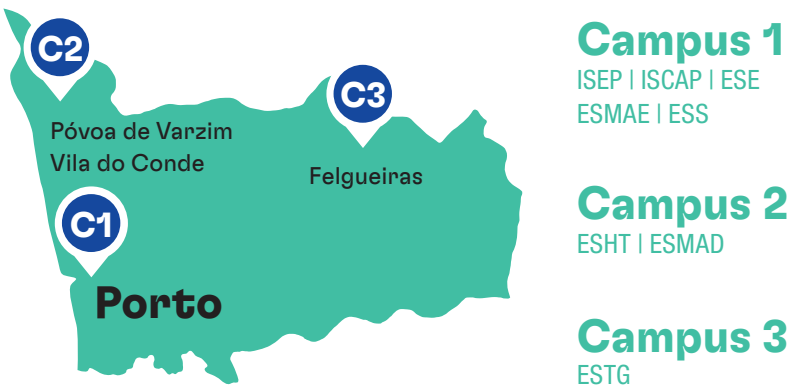 C2
C3
Póvoa de Varzim
Vila do Conde
Felgueiras
C1
Porto
Campus 1
ISEP | ISCAP | ESE
ESMAE | ESS
Campus 2
ESHT | ESMAD
Campus 3
ESTG